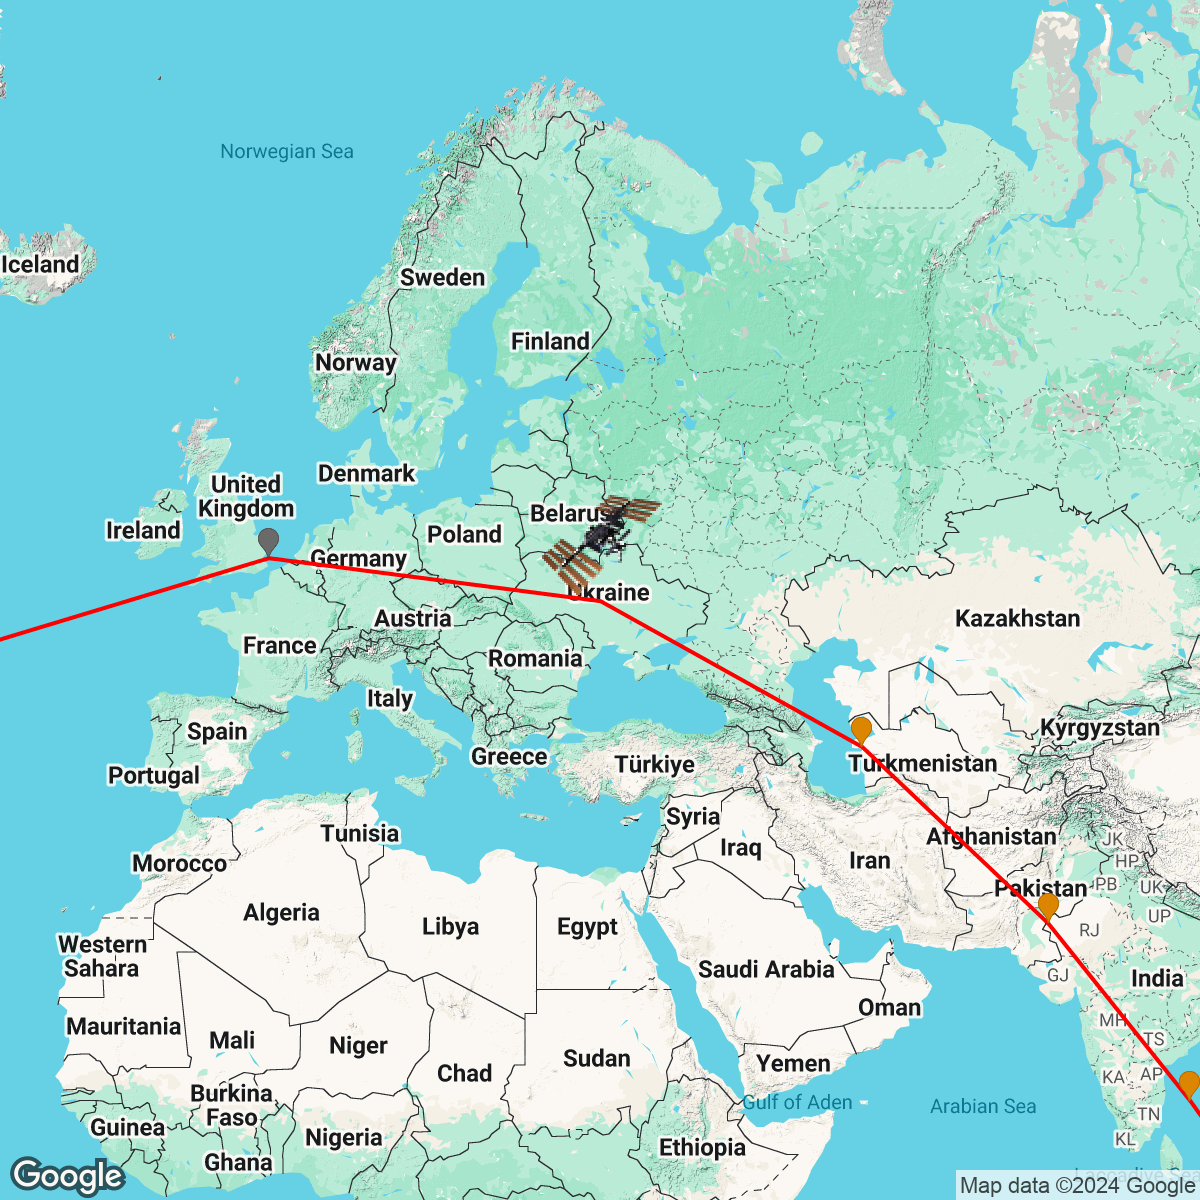 Norwegian Sea
Iceland
Sweden
Finland
Norway
Denmark
United
Kingdom
Ireland
Belarus
Poland
Germany
Ukraine
Austria
Kazakhstan
France
Romania
Italy
Spain
Kyrgyzstan
Greece
Türkiye
Turkmenistan
Portugal
Syria
Tunisia
Afghanistan
JK
Morocco
Iraq
Iran
HP
Pakistan
PB
UK
Algeria
UP
Libya
Egypt
RJ
Western
Sahara
Saudi Arabia
GJ
India
Oman
Mauritania
MH
Mali
Niger
TS
Sudan
Yemen
Chad
KA
AP
Burkina
Faso
Gulf of Aden
Arabian Sea
TN
Guinea
Nigeria
KL
Ethiopia
Ghana
Laccadive Sea
Google
Map data ©2024 Google